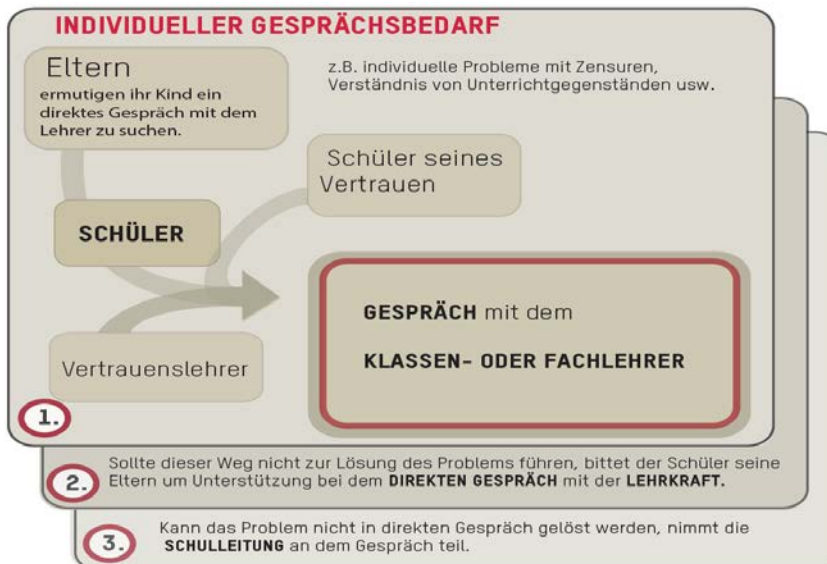 INDIVIDUELLER GESPRÄCHSBEDARF
Eltern
ermutigen ihr Kind ein
direktes Gespräch mit dem
Lehrer zu suchen.
z.B. individuelle Probleme mit Zensuren,
Verständnis von Unterrichtgegenständen usw.
Schüler seines
Vertrauen
SCHÜLER
GESPRÄCH mit dem
KLASSEN- ODER FACHLEHRER
Vertrauenslehrer
1.
2.
Sollte dieser Weg nicht zur Lösung des Problems führen, bittet der Schüler seine
Eltern um Unterstützung bei dem DIREKTEN GESPRÄCH mit der LEHRKRAFT.
3.
Kann das Problem nicht in direkten Gespräch gelöst werden, nimmt die
SCHULLEITUNG an dem Gespräch teil.